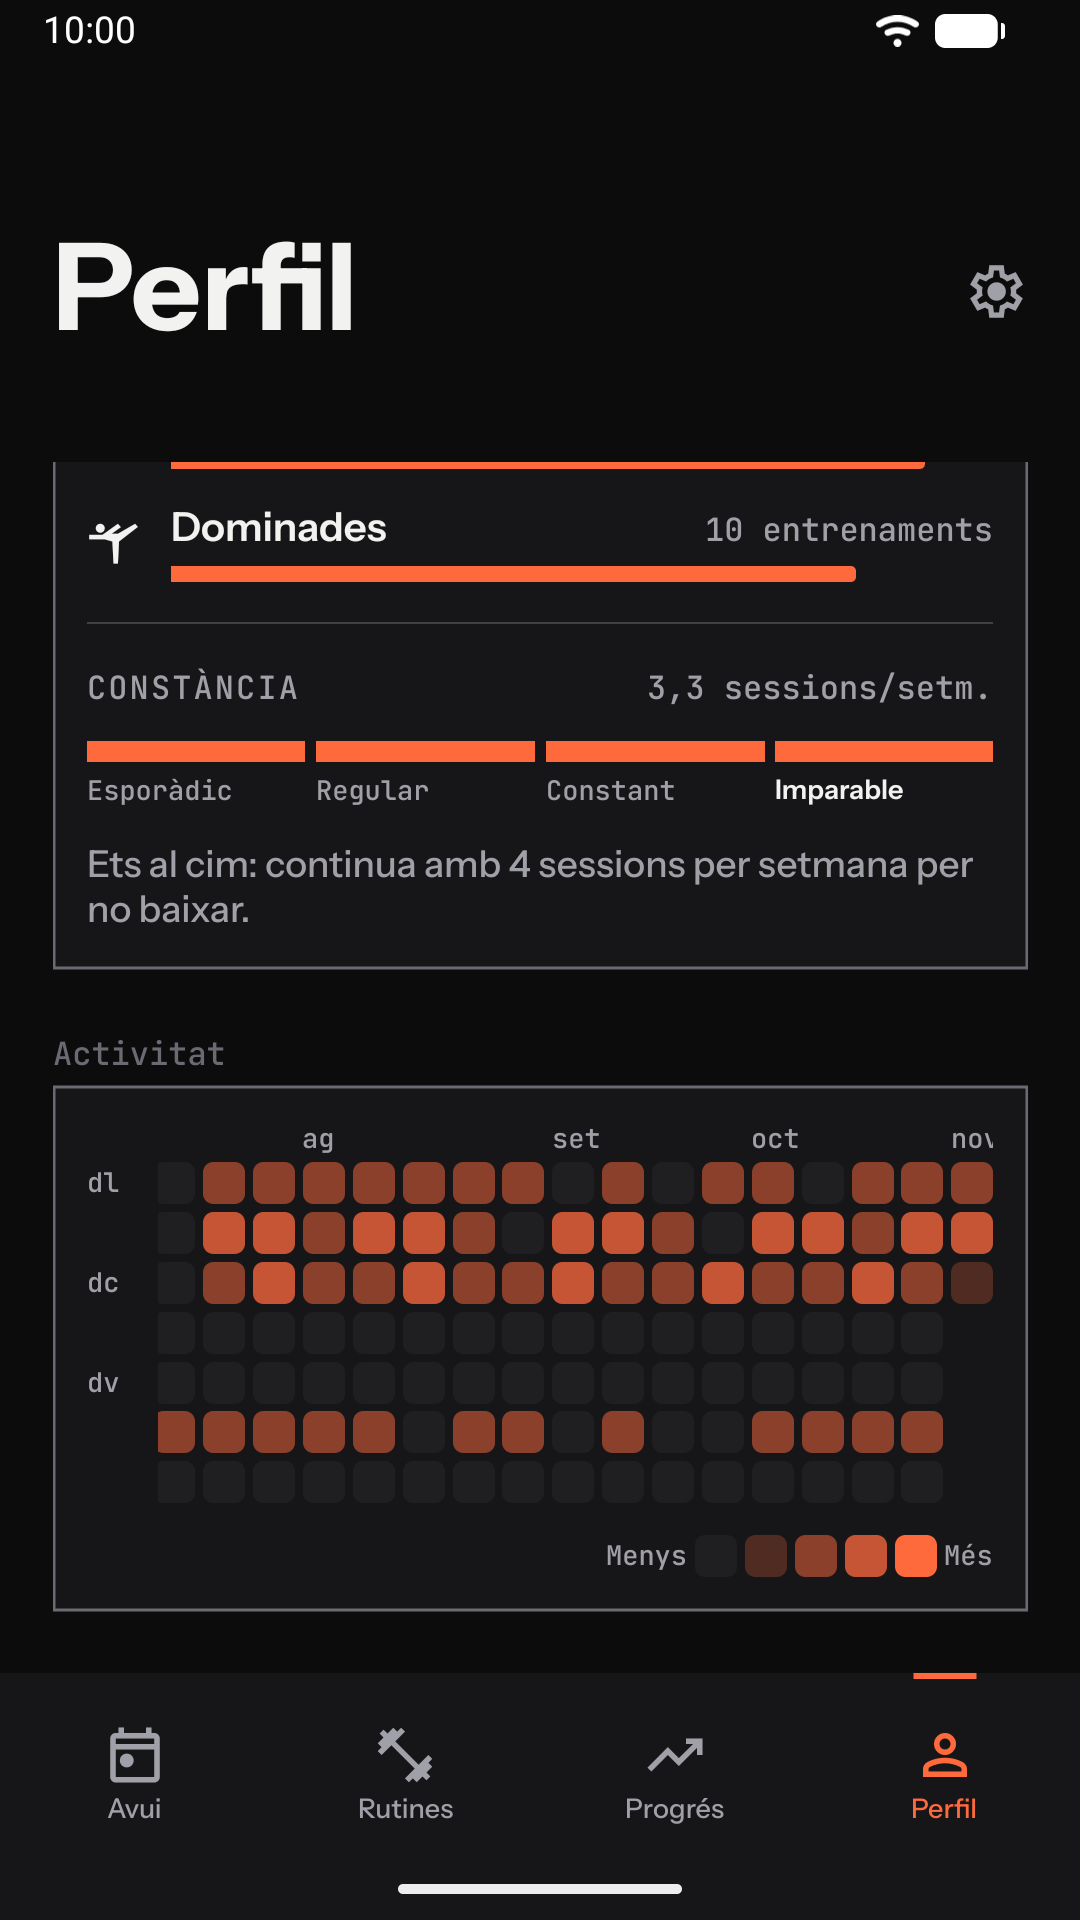 10:00
Perfil
Dominades
10 entrenaments
CONSTÀNCIA
3,3 sessions/setm.
Esporàdic
Regular
Constant
Imparable
Ets al cim: continua amb 4 sessions per setmana per
no baixar.
Activitat
ag
set
oct
nov
dl
dc
dv
Menys
Més
Avui
Rutines
Progrés
Perfil